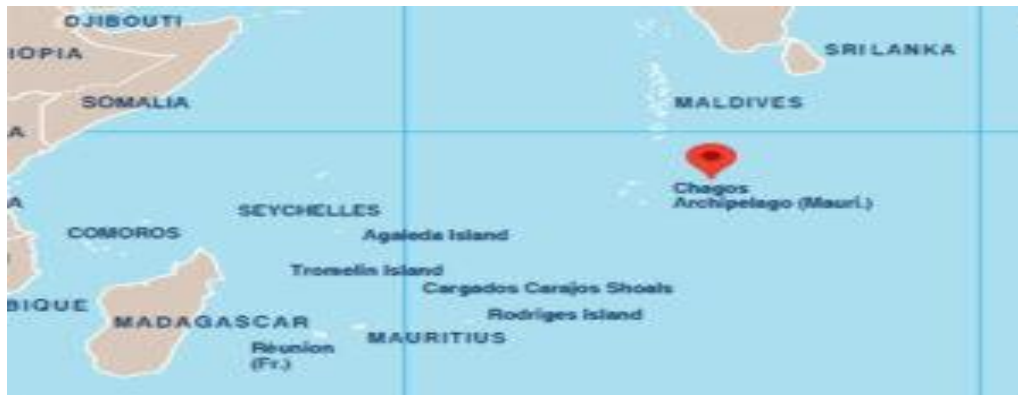 DJIBOUTI
IOPIA
SRI LANKA
SOMALIA
MALDIVES
A
Chagos
Archipelago (Mauri.)
A
SEYCHELLES
COMOROS
Agaleda Island
Tromelin Island
Cargados Carajos Shoals
BIQUE
Rodriges Island
MADAGASCAR
MAURITIUS
Réunion
(Fr.)